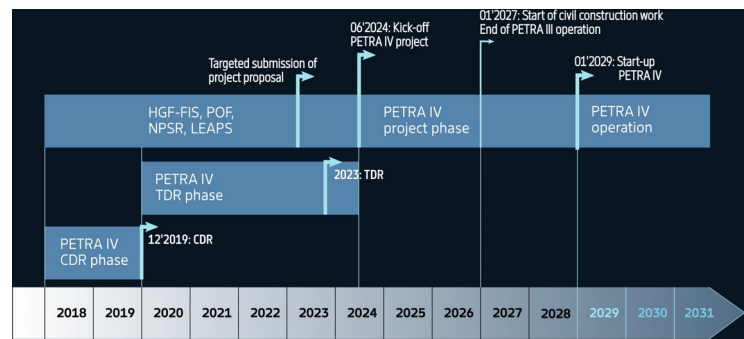 01'2027: Start of civil construction work
06'2024: Kick-off
End of PETRA III operation
PETRA IV project
01'2029: Start-up
PETRA IV
Targeted submission of
project proposal
HGF-FIS, POF,
NPSR, LEAPS
PETRA IV
project phase
PETRA IV
operation
PETRA IV
TDR phase
2023: TDR
PETRA IV
CDR phase
12'2019: CDR
2018 2019 2020 2021 2022 2023 2024 2025 2026 2027 2028 2029 2030 2031